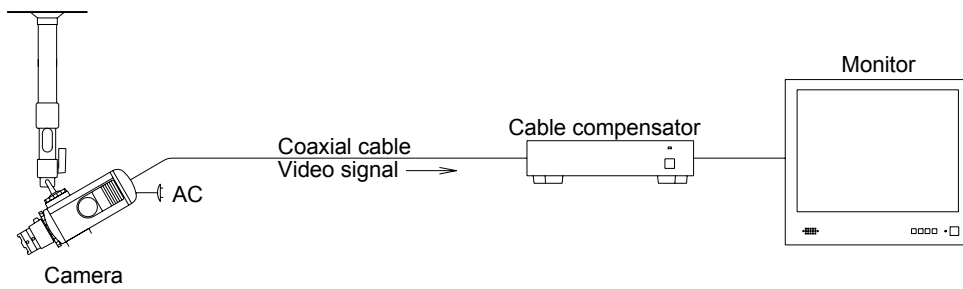 Monitor
Cable compensator
Coaxial cable
Video signal
AC
Camera